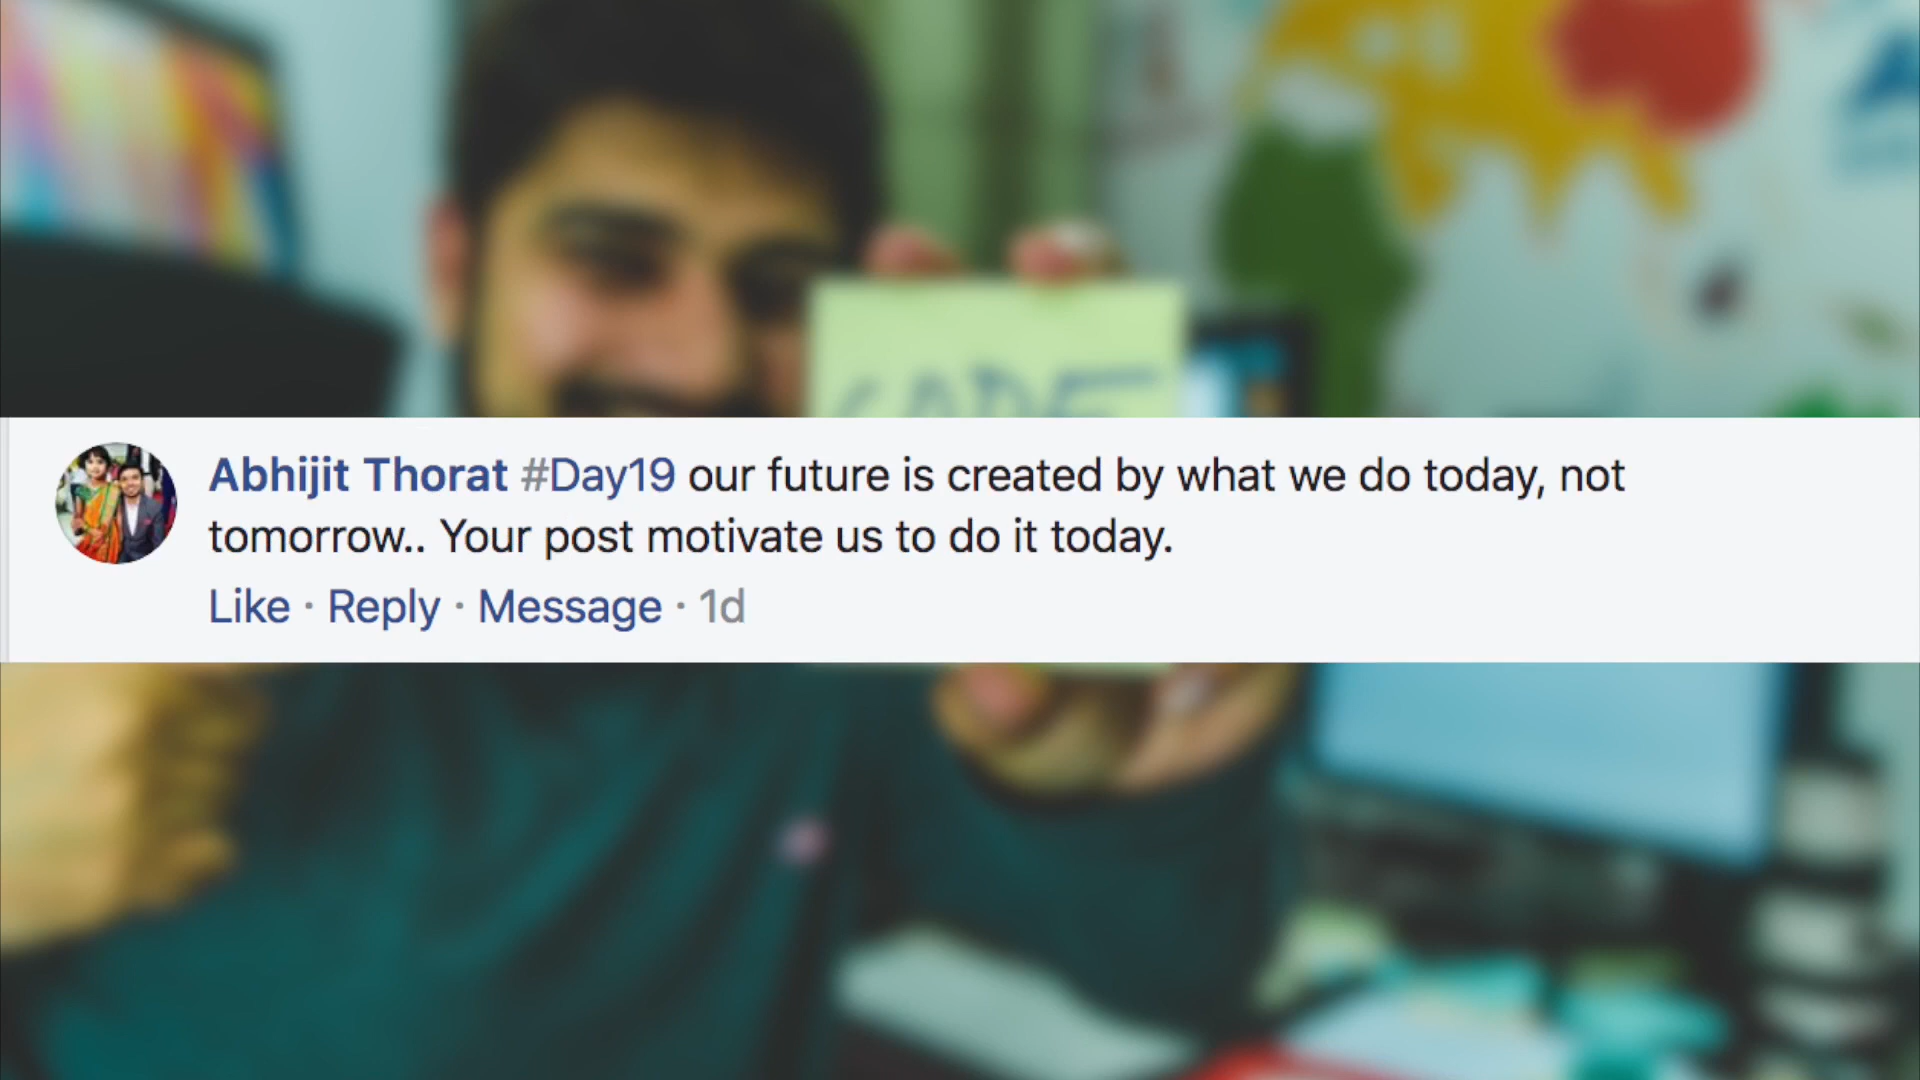 Abhijit Thorat #Day19 our future is created by what we do today, not
tomorrow.. Your post motivate us to do it today.
Like · Reply · Message · 1d